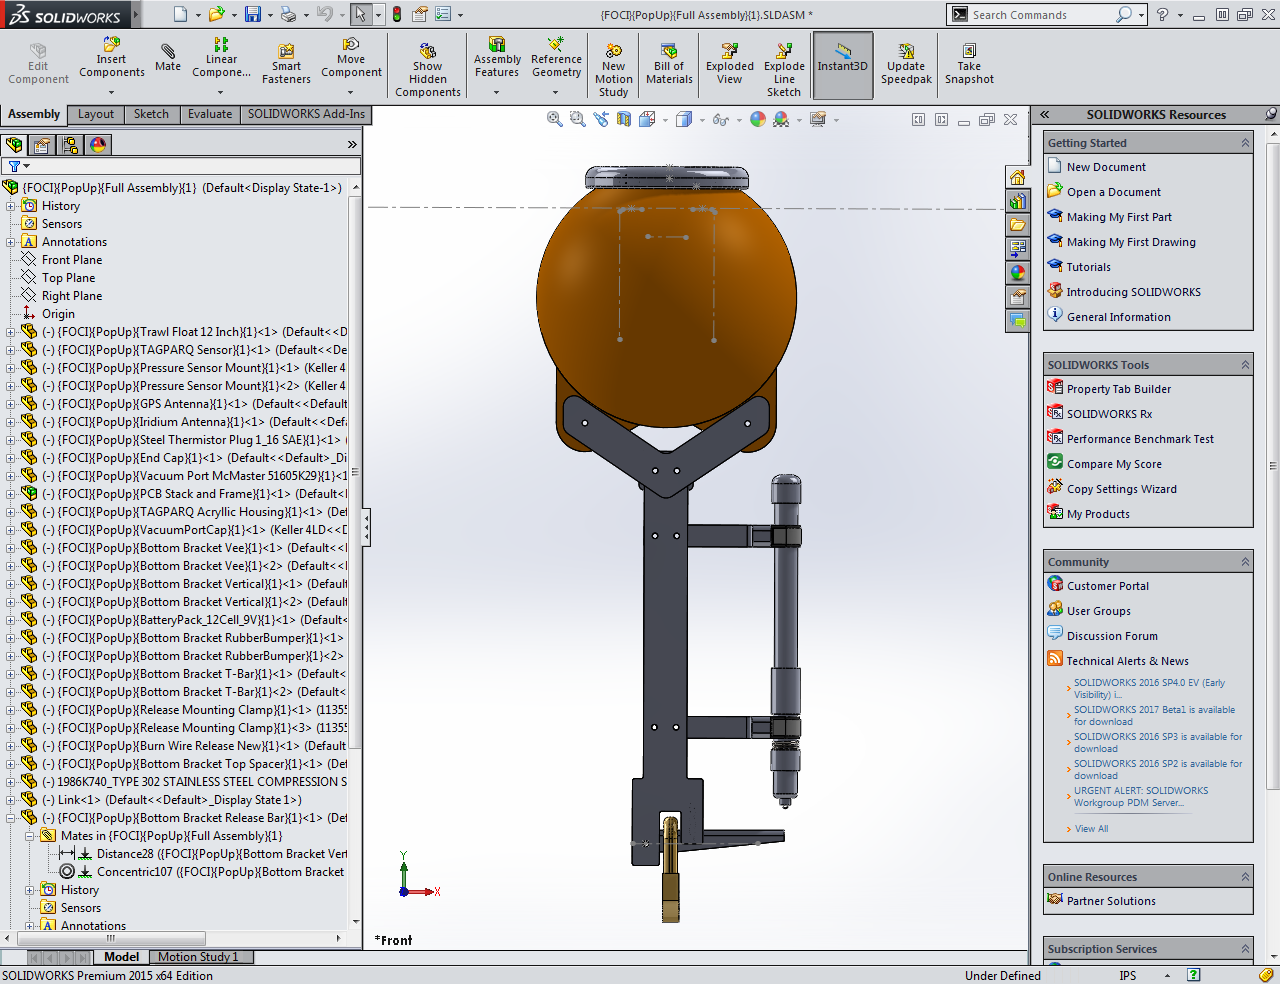 SOLIDWORKS
{FOCI}{PopUp}{Full Assembly}{1}.SLDASM *
Search Commands
Edit Component
Insert Components
Mate
Linear Compone...
Smart Fasteners
Move Component
Show Hidden Components
Assembly Features
Reference Geometry
New Motion Study
Bill of Materials
Exploded View
Explode Line Sketch
Instant3D
Update Speedpak
Take Snapshot
Assembly
Layout
Sketch
Evaluate
SOLIDWORKS Add-Ins
{FOCI}{PopUp}{Full Assembly}{1} (Default<Display State-1>)
History
Sensors
Annotations
Front Plane
Top Plane
Right Plane
Origin
(-) {FOCI}{PopUp}{Trawl Float 12 Inch}{1}<1> (Default<<D
(-) {FOCI}{PopUp}{TAGPARQ Sensor}{1}<1> (Default<<De
(-) {FOCI}{PopUp}{Pressure Sensor Mount}{1}<1> (Keller 4
(-) {FOCI}{PopUp}{Pressure Sensor Mount}{1}<2> (Keller 4
(-) {FOCI}{PopUp}{GPS Antenna}{1}<1> (Default<<Default
(-) {FOCI}{PopUp}{Iridium Antenna}{1}<1> (Default<<Defa
(-) {FOCI}{PopUp}{Steel Thermistor Plug 1_16 SAE}{1}<1> (
(-) {FOCI}{PopUp}{End Cap}{1}<1> (Default<<Default>_Di
(-) {FOCI}{PopUp}{Vacuum Port McMaster 51605K29}{1}<1
(-) {FOCI}{PopUp}{PCB Stack and Frame}{1}<1> (Default<
(-) {FOCI}{PopUp}{TAGPARQ Acryllic Housing}{1}<1> (De
(-) {FOCI}{PopUp}{VacuumPortCap}{1}<1> (Keller 4LD<<D
(-) {FOCI}{PopUp}{Bottom Bracket Vee}{1}<1> (Default<<
(-) {FOCI}{PopUp}{Bottom Bracket Vee}{1}<2> (Default<<
(-) {FOCI}{PopUp}{Bottom Bracket Vertical}{1}<1> (Default
(-) {FOCI}{PopUp}{Bottom Bracket Vertical}{1}<2> (Default
(-) {FOCI}{PopUp}{BatteryPack_12Cell_9V}{1}<1> (Default<
(-) {FOCI}{PopUp}{Bottom Bracket RubberBumper}{1}<1>
(-) {FOCI}{PopUp}{Bottom Bracket RubberBumper}{1}<2>
(-) {FOCI}{PopUp}{Bottom Bracket T-Bar}{1}<1> (Default<
(-) {FOCI}{PopUp}{Bottom Bracket T-Bar}{1}<2> (Default<
(-) {FOCI}{PopUp}{Release Mounting Clamp}{1}<1> (1135
(-) {FOCI}{PopUp}{Release Mounting Clamp}{1}<3> (1135
(-) {FOCI}{PopUp}{Burn Wire Release New}{1}<1> (Default
(-) {FOCI}{PopUp}{Bottom Bracket Top Spacer}{1}<1> (Def
(-) 1986K740_TYPE 302 STAINLESS STEEL COMPRESSION S
(-) Link<1> (Default<<Default>_Display State 1>)
(-) {FOCI}{PopUp}{Bottom Bracket Release Bar}{1}<1> (Def
Mates in {FOCI}{PopUp}{Full Assembly}{1}
Distance28 ({FOCI}{PopUp}{Bottom Bracket Vert
Concentric107 ({FOCI}{PopUp}{Bottom Bracket
History
Sensors
Annotations
Y
X
*Front
SOLIDWORKS Resources
Getting Started
New Document
Open a Document
Making My First Part
Making My First Drawing
Tutorials
Introducing SOLIDWORKS
General Information
SOLIDWORKS Tools
Property Tab Builder
SOLIDWORKS Rx
Performance Benchmark Test
Compare My Score
Copy Settings Wizard
My Products
Community
Customer Portal
User Groups
Discussion Forum
Technical Alerts & News
SOLIDWORKS 2016 SP4.0 EV (Early
Visibility) i...
SOLIDWORKS 2017 Beta1 is available
for download
SOLIDWORKS 2016 SP3 is available for
download
SOLIDWORKS 2016 SP2 is available for
download
URGENT ALERT: SOLIDWORKS
Workgroup PDM Server...
View All
Online Resources
Partner Solutions
Subscription Services
Model
Motion Study 1
SOLIDWORKS Premium 2015 x64 Edition
Under Defined
IPS